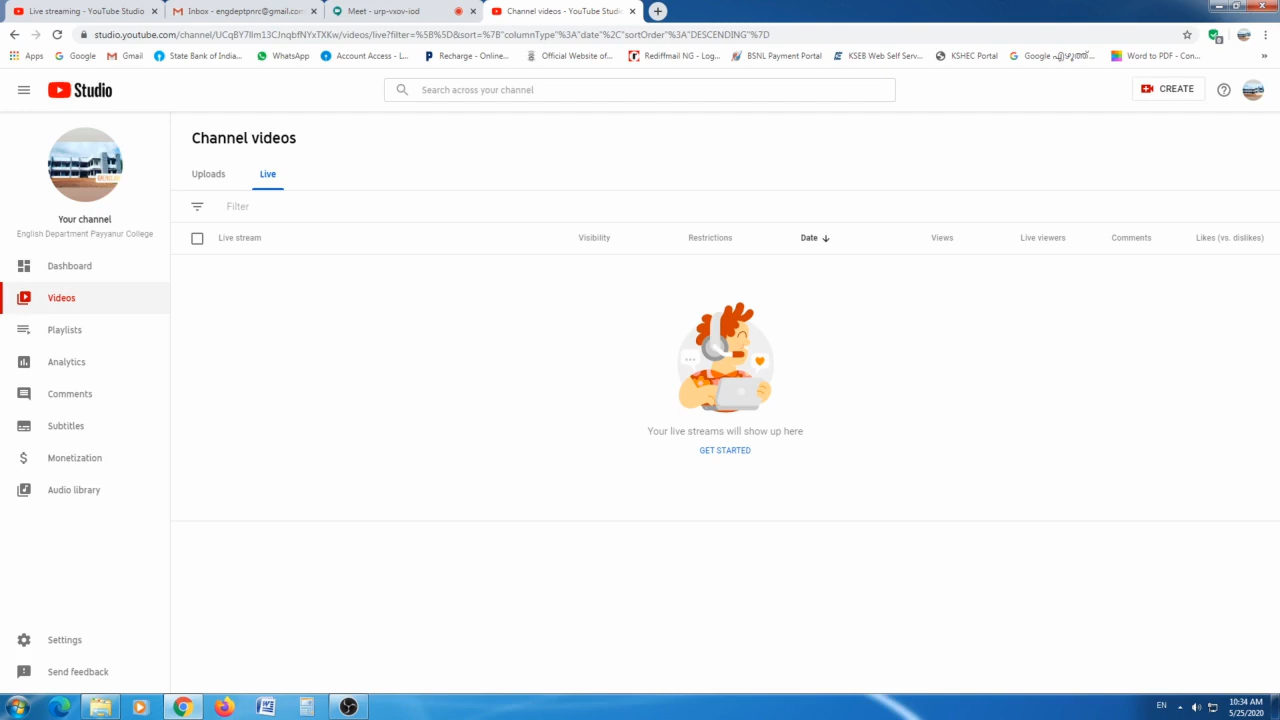 Live streaming - YouTube Studio
Inbox - engdeptpnrc@gmail.com
Meet - urp-vxov-iod
Channel videos - YouTube Studio
studio.youtube.com/channel/UCqBY7Ilm13CJnqbfNYxTXKw/videos/live?filter=%5B%5D&sort=%7B"columnType"%3A"date"%2C"sortOrder"%3A"DESCENDING"%7D
Apps Google Gmail State Bank of India... WhatsApp Account Access - L... Recharge - Online... Official Website of... Rediffmail NG - Log... BSNL Payment Portal KSEB Web Self Serv... KSHEC Portal Google Word to PDF - Con... »
Studio
Search across your channel
CREATE
Your channel
English Department Payyanur College
Dashboard
Videos
Playlists
Analytics
Comments
Subtitles
Monetization
Audio library
Settings
Send feedback
Channel videos
Uploads Live
Filter
Live stream Visibility Restrictions Date Views Live viewers Comments Likes (vs. dislikes)
Your live streams will show up here
GET STARTED
EN
10:34 AM
5/25/2020